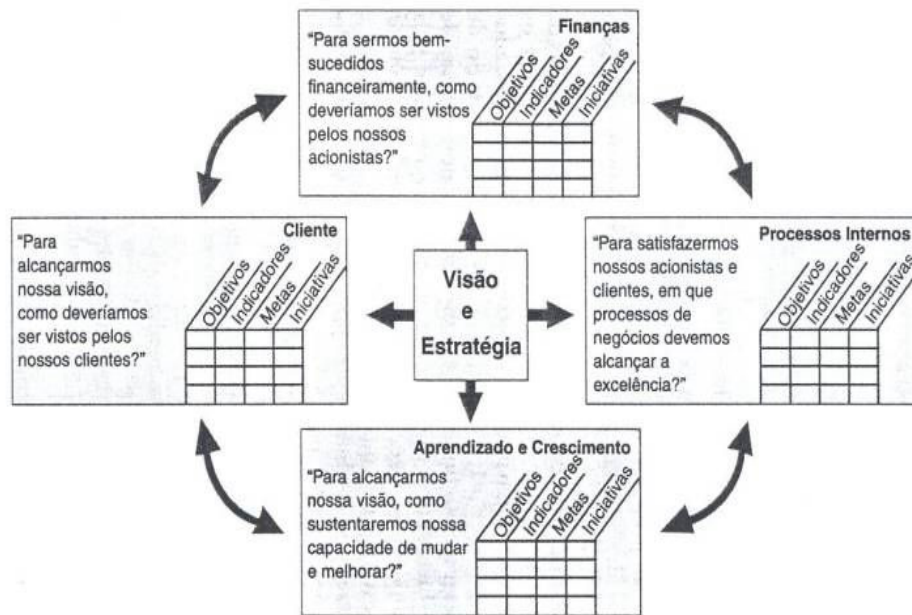 Finanças
“Para sermos bem-
sucedidos
financeiramente, como
deveríamos ser vistos
pelos nossos
acionistas?”
Objetivos
Indicadores
Metas
Iniciativas
Cliente
“Para
alcançarmos
nossa visão,
como deveríamos
ser vistos pelos
nossos clientes?”
Objetivos
Indicadores
Metas
Iniciativas
Visão
e
Estratégia
Processos Internos
“Para satisfazermos
nossos acionistas e
clientes, em que
processos de
negócios devemos
alcançar a
excelência?”
Objetivos
Indicadores
Metas
Iniciativas
Aprendizado e Crescimento
“Para alcançarmos
nossa visão, como
sustentaremos nossa
capacidade de mudar
e melhorar?”
Objetivos
Indicadores
Metas
Iniciativas